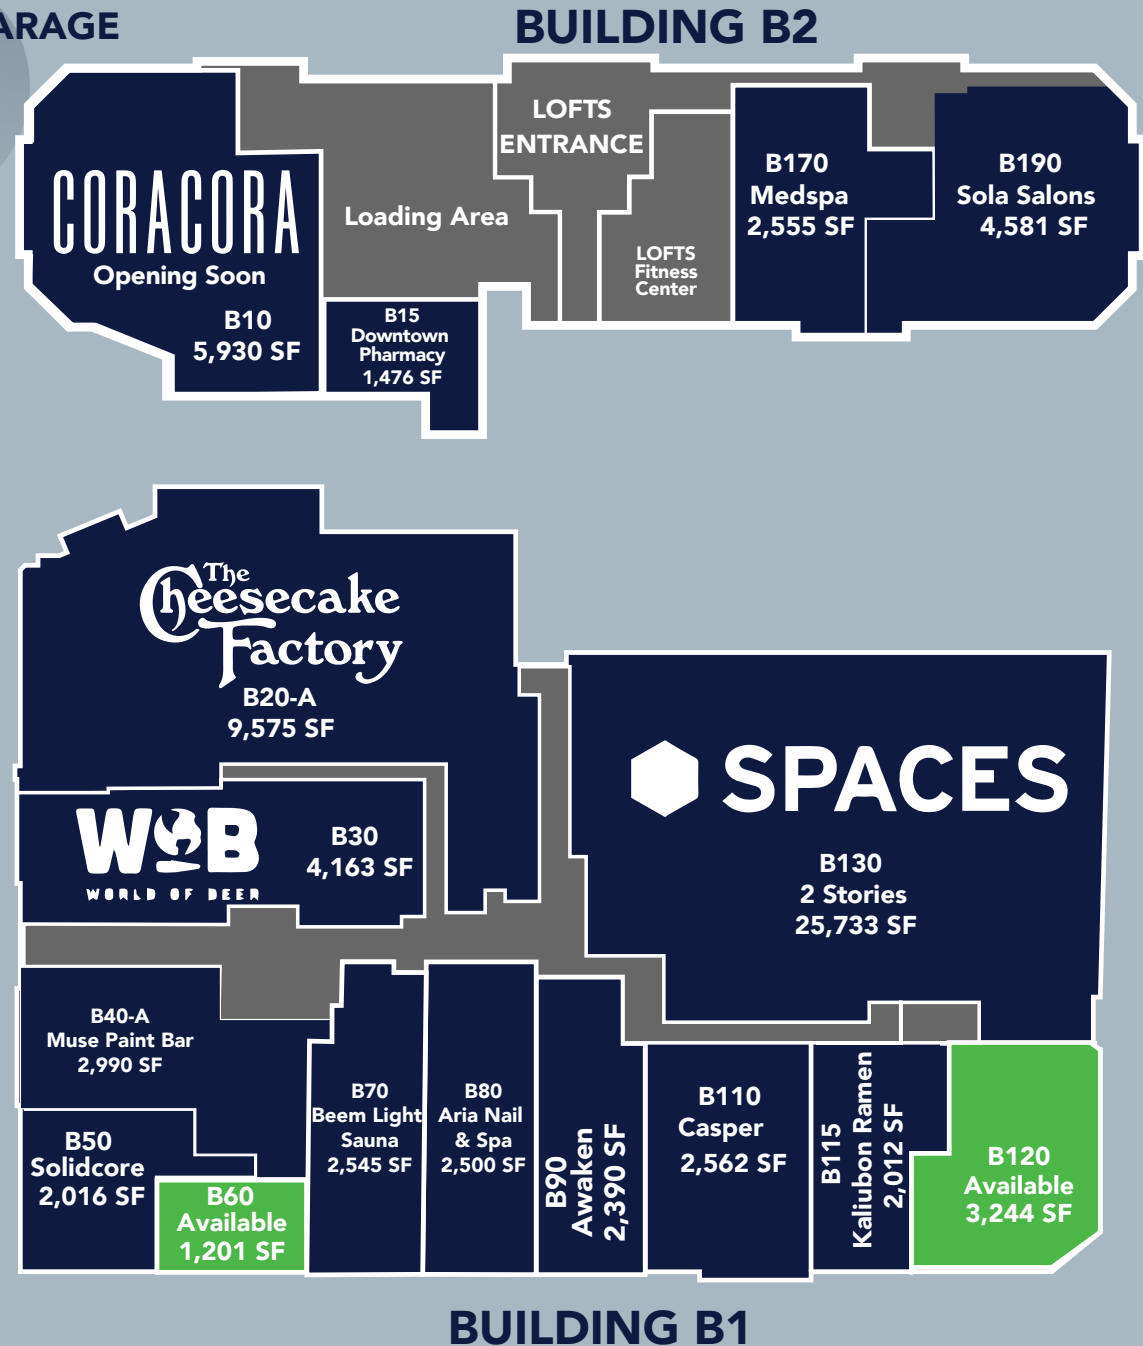 ARAGE
BUILDING B2
CORACORA
Opening Soon
B10
5,930 SF
Loading Area
B15
Downtown
Pharmacy
1,476 SF
LOFTS
ENTRANCE
LOFTS
Fitness
Center
B170
Medspa
2,555 SF
B190
Sola Salons
4,581 SF
The
Cheesecake
Factory
B20-A
9,575 SF
WOB
WORLD OF BEER
B30
4,163 SF
SPACES
B130
2 Stories
25,733 SF
B40-A
Muse Paint Bar
2,990 SF
B50
Solidcore
2,016 SF
B60
Available
1,201 SF
B70
Beem Light
Sauna
2,545 SF
B80
Aria Nail
& Spa
2,500 SF
B90
Awaken
2,390 SF
B110
Casper
2,562 SF
B115
Kaliubon Ramen
2,012 SF
B120
Available
3,244 SF
BUILDING B1